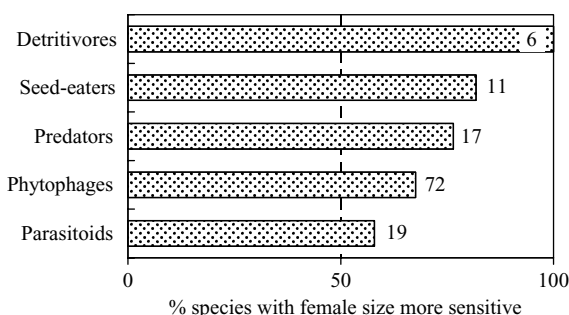 Detritivores 6
Seed-eaters 11
Predators 17
Phytophages 72
Parasitoids 19
0 50 100
% species with female size more sensitive